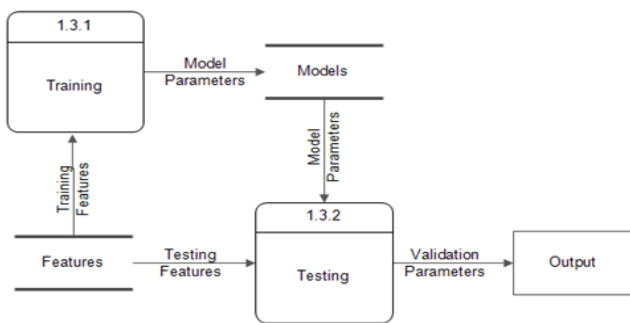 1.3.1
Training
Model
Parameters
Models
Training
Features
Model
Parameters
1.3.2
Features
Testing
Features
Testing
Validation
Parameters
Output